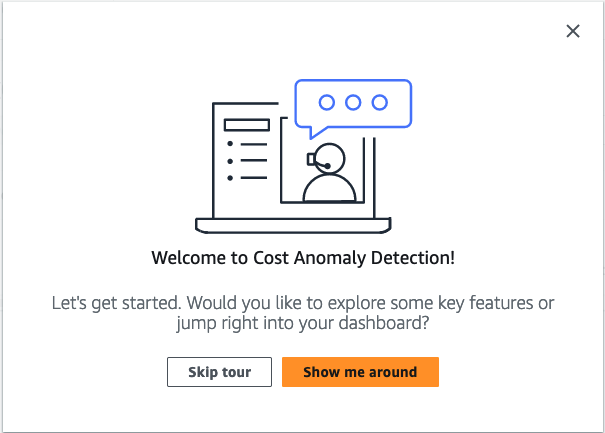 Welcome to Cost Anomaly Detection!
Let's get started. Would you like to explore some key features or
jump right into your dashboard?
Skip tour
Show me around